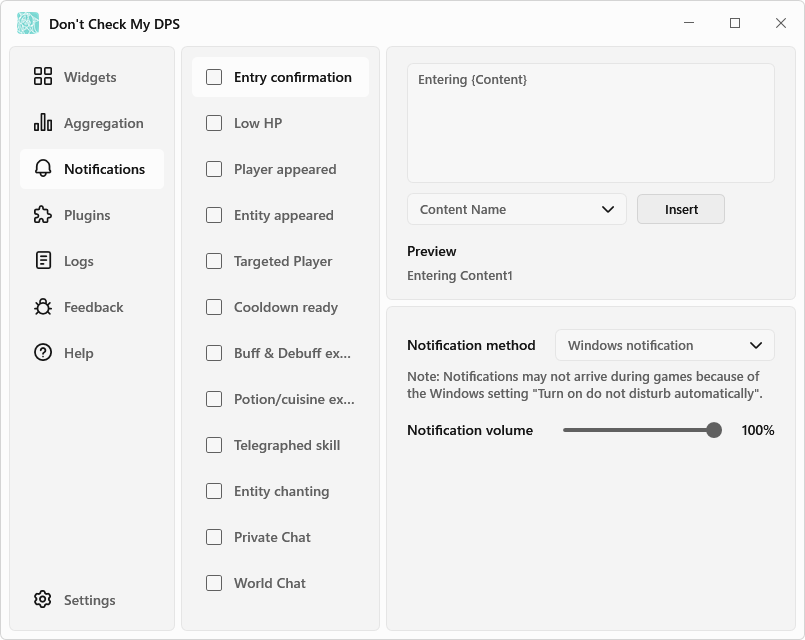 Don't Check My DPS
Widgets
Aggregation
Notifications
Plugins
Logs
Feedback
Help
Settings
Entry confirmation
Low HP
Player appeared
Entity appeared
Targeted Player
Cooldown ready
Buff & Debuff ex...
Potion/cuisine ex...
Telegraphed skill
Entity chanting
Private Chat
World Chat
Entering {Content}
Content Name
Insert
Preview
Entering Content1
Notification method
Windows notification
Note: Notifications may not arrive during games because of
the Windows setting "Turn on do not disturb automatically".
Notification volume
100%